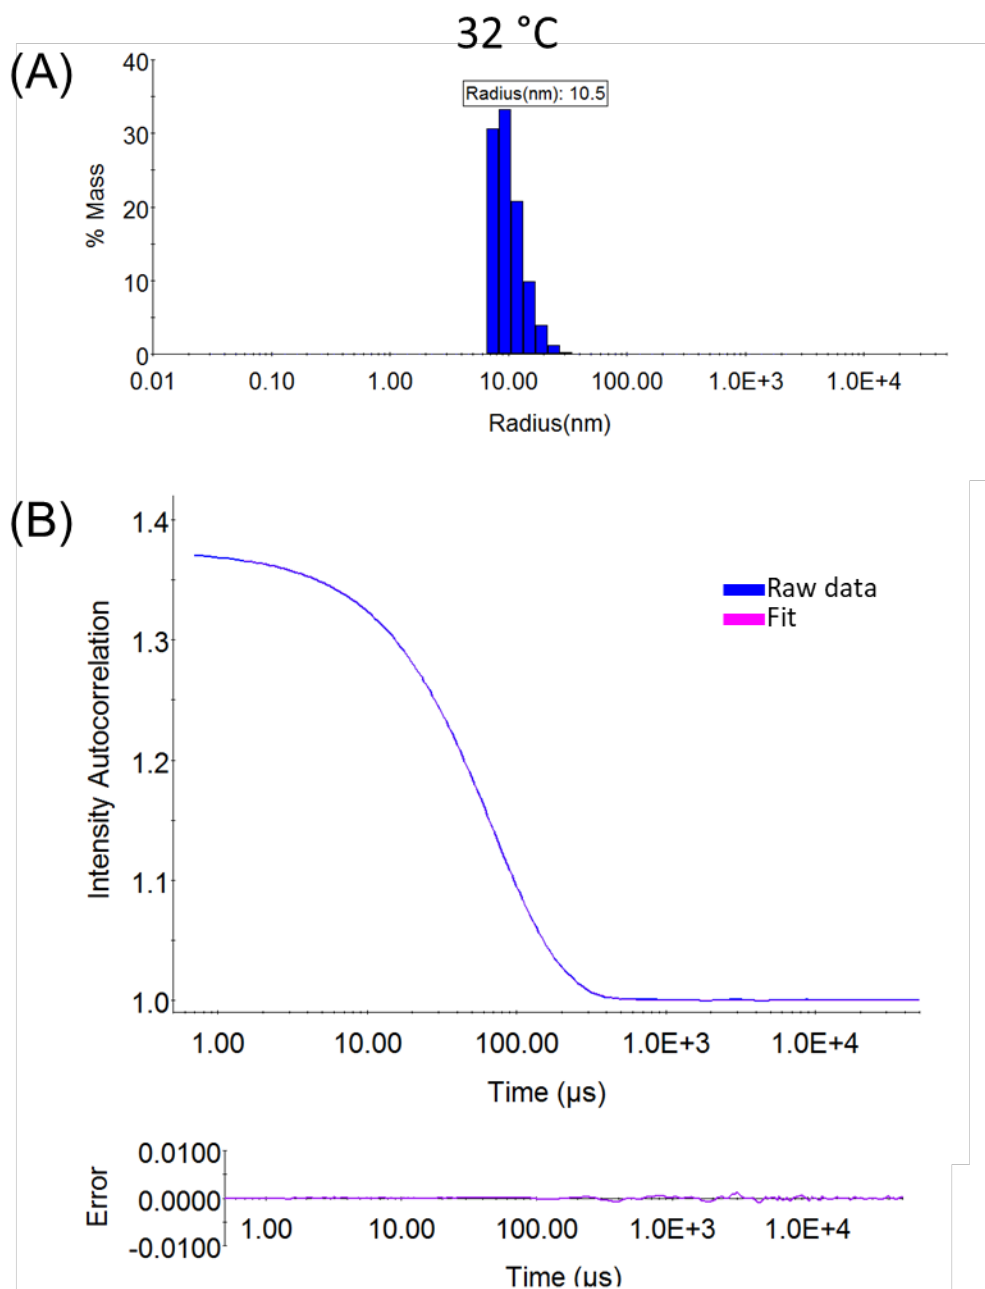 32 °C
(A)
40
Radius(nm): 10.5
30
% Mass
20
10
0
0.01 0.10 1.00 10.00 100.00 1.0E+3 1.0E+4
Radius(nm)
(B)
1.4
Raw data
Fit
1.3
Intensity Autocorrelation
1.2
1.1
1.0
1.00 10.00 100.00 1.0E+3 1.0E+4
Time (µs)
0.0100
Error
0.0000
1.00 10.00 100.00 1.0E+3 1.0E+4
-0.0100
Time (µs)